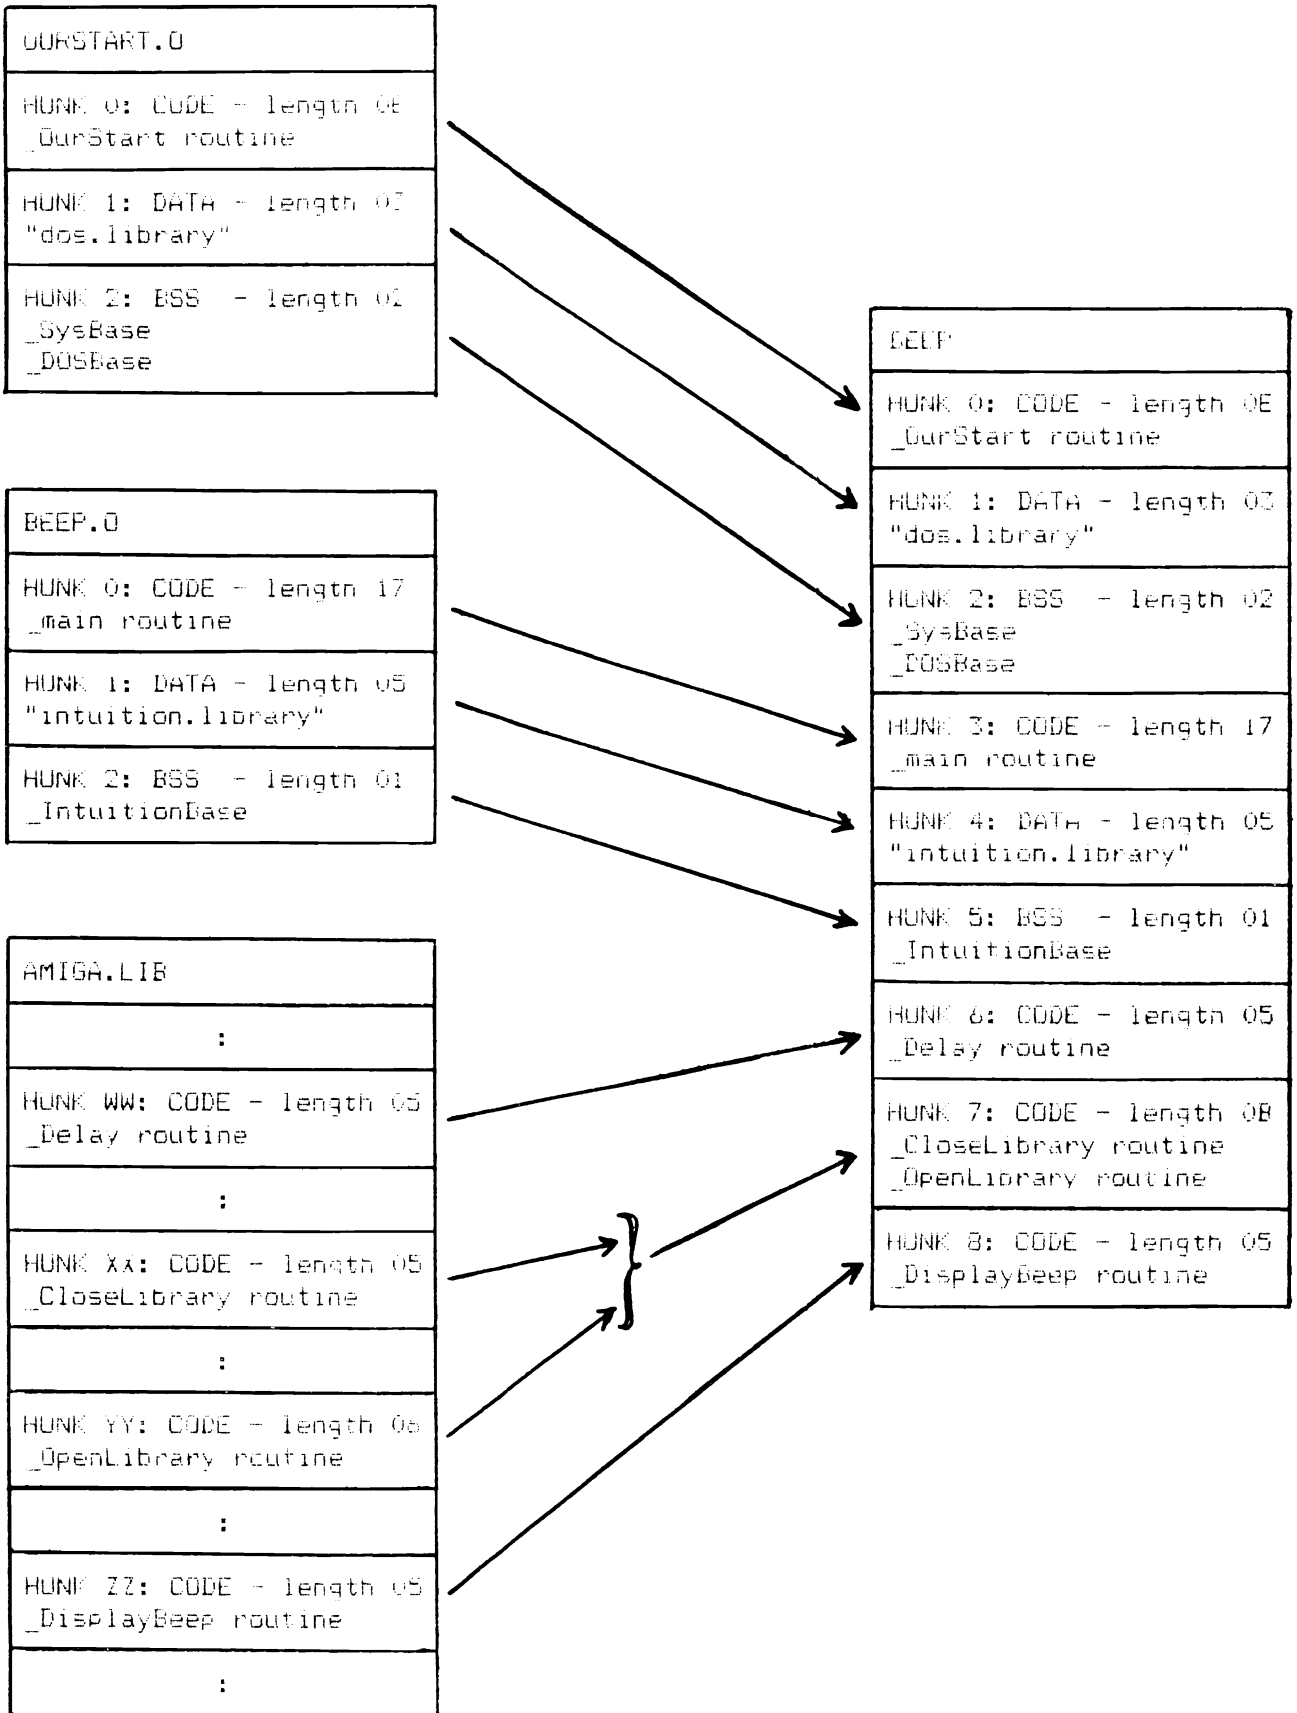 OURSTART.O
HUNK 0: CODE - length 0E
_OurStart routine
HUNK 1: DATA - length 03
"dos.library"
HUNK 2: BSS - length 02
_SysBase
_DOSBase
BEEP.O
HUNK 0: CODE - length 17
_main routine
HUNK 1: DATA - length 05
"intuition.library"
HUNK 2: BSS - length 01
_IntuitionBase
AMIGA.LIB
:
HUNK WW: CODE - length 05
_Delay routine
:
HUNK XX: CODE - length 05
_CloseLibrary routine
:
HUNK YY: CODE - length 06
_OpenLibrary routine
:
HUNK ZZ: CODE - length 05
_DisplayBeep routine
:
BEEP
HUNK 0: CODE - length 0E
_OurStart routine
HUNK 1: DATA - length 03
"dos.library"
HUNK 2: BSS - length 02
_SysBase
_DOSBase
HUNK 3: CODE - length 17
_main routine
HUNK 4: DATA - length 05
"intuition.library"
HUNK 5: BSS - length 01
_IntuitionBase
HUNK 6: CODE - length 05
_Delay routine
HUNK 7: CODE - length 0B
_CloseLibrary routine
_OpenLibrary routine
HUNK 8: CODE - length 05
_DisplayBeep routine